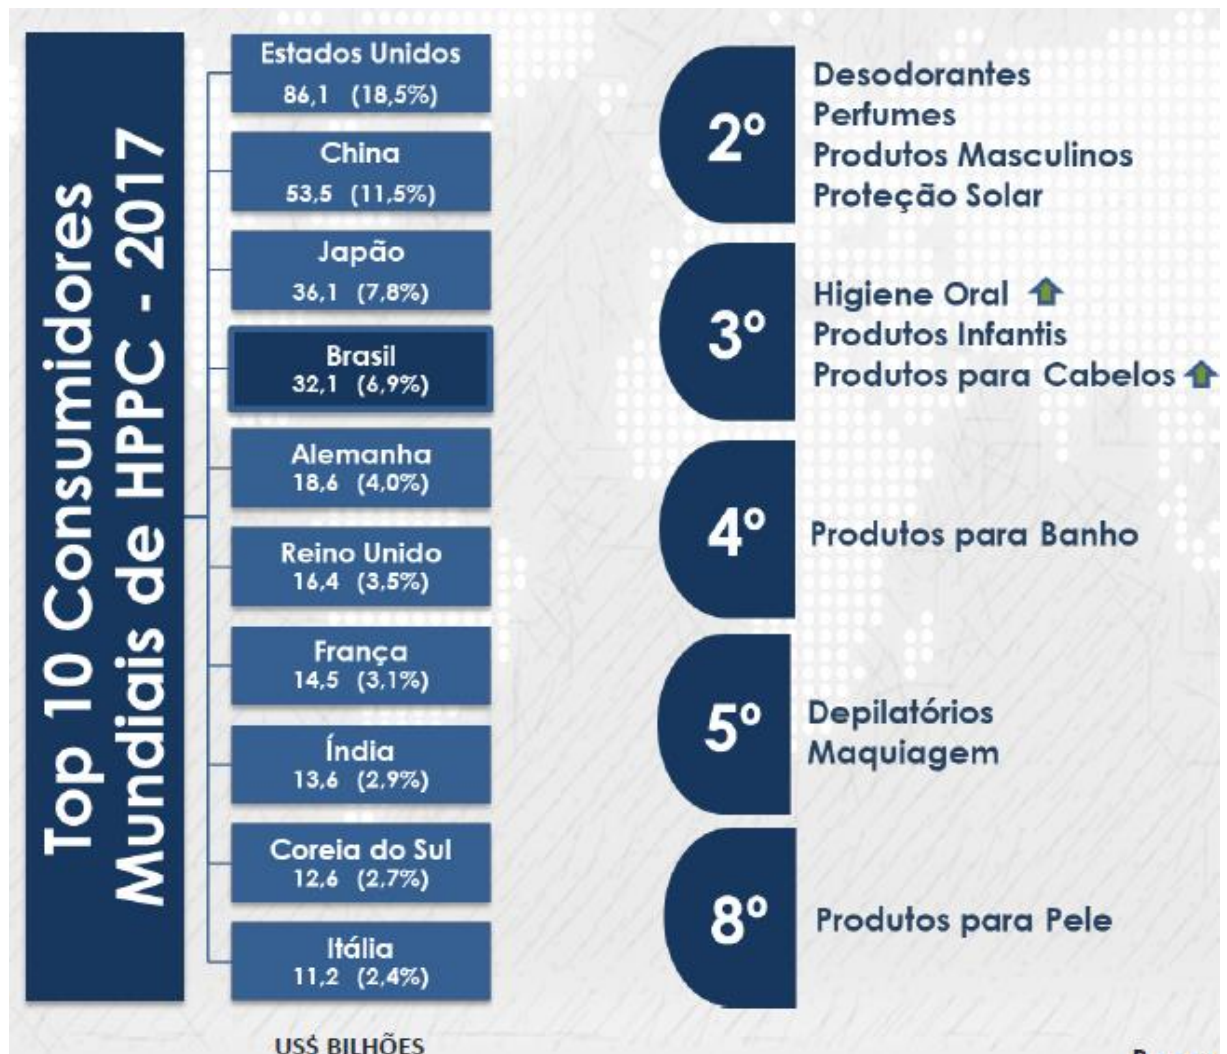 Top 10 Consumidores
Mundiais de HPPC - 2017
Estados Unidos
86,1 (18,5%)
China
53,5 (11,5%)
Japão
36,1 (7,8%)
Brasil
32,1 (6,9%)
Alemanha
18,6 (4,0%)
Reino Unido
16,4 (3,5%)
França
14,5 (3,1%)
Índia
13,6 (2,9%)
Coreia do Sul
12,6 (2,7%)
Itália
11,2 (2,4%)
US$ BILHÕES
2º
Desodorantes
Perfumes
Produtos Masculinos
Proteção Solar
3º
Higiene Oral
Produtos Infantis
Produtos para Cabelos
4º
Produtos para Banho
5º
Depilatórios
Maquiagem
8º
Produtos para Pele